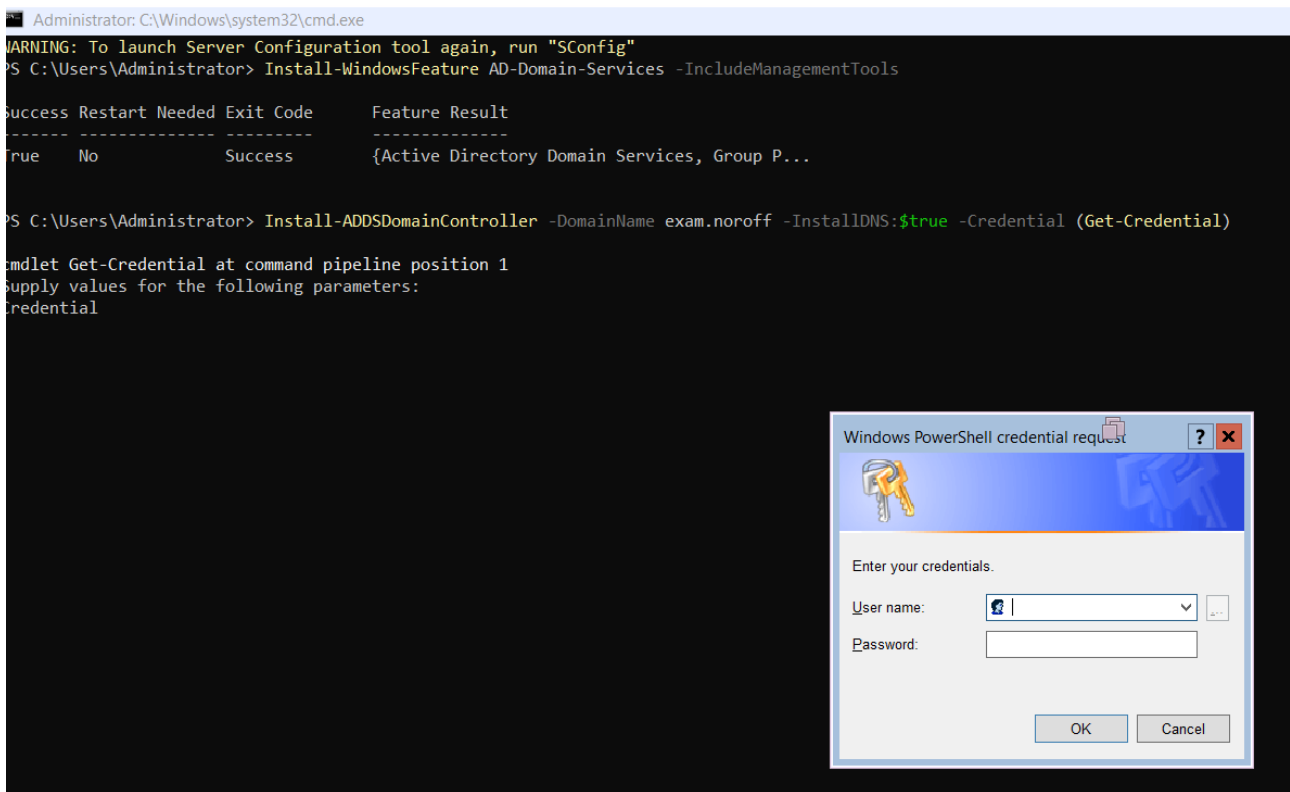 Administrator: C:\Windows\system32\cmd.exe
WARNING: To launch Server Configuration tool again, run "SConfig"
PS C:\Users\Administrator> Install-WindowsFeature AD-Domain-Services -IncludeManagementTools
Success Restart Needed Exit Code Feature Result
------- -------------- --------- --------------
True No Success {Active Directory Domain Services, Group P...
PS C:\Users\Administrator> Install-ADDSDomainController -DomainName exam.noroff -InstallDNS:$true -Credential (Get-Credential)
cmdlet Get-Credential at command pipeline position 1
Supply values for the following parameters:
Credential
Windows PowerShell credential request
? x
Enter your credentials.
User name:
...
Password:
OK Cancel